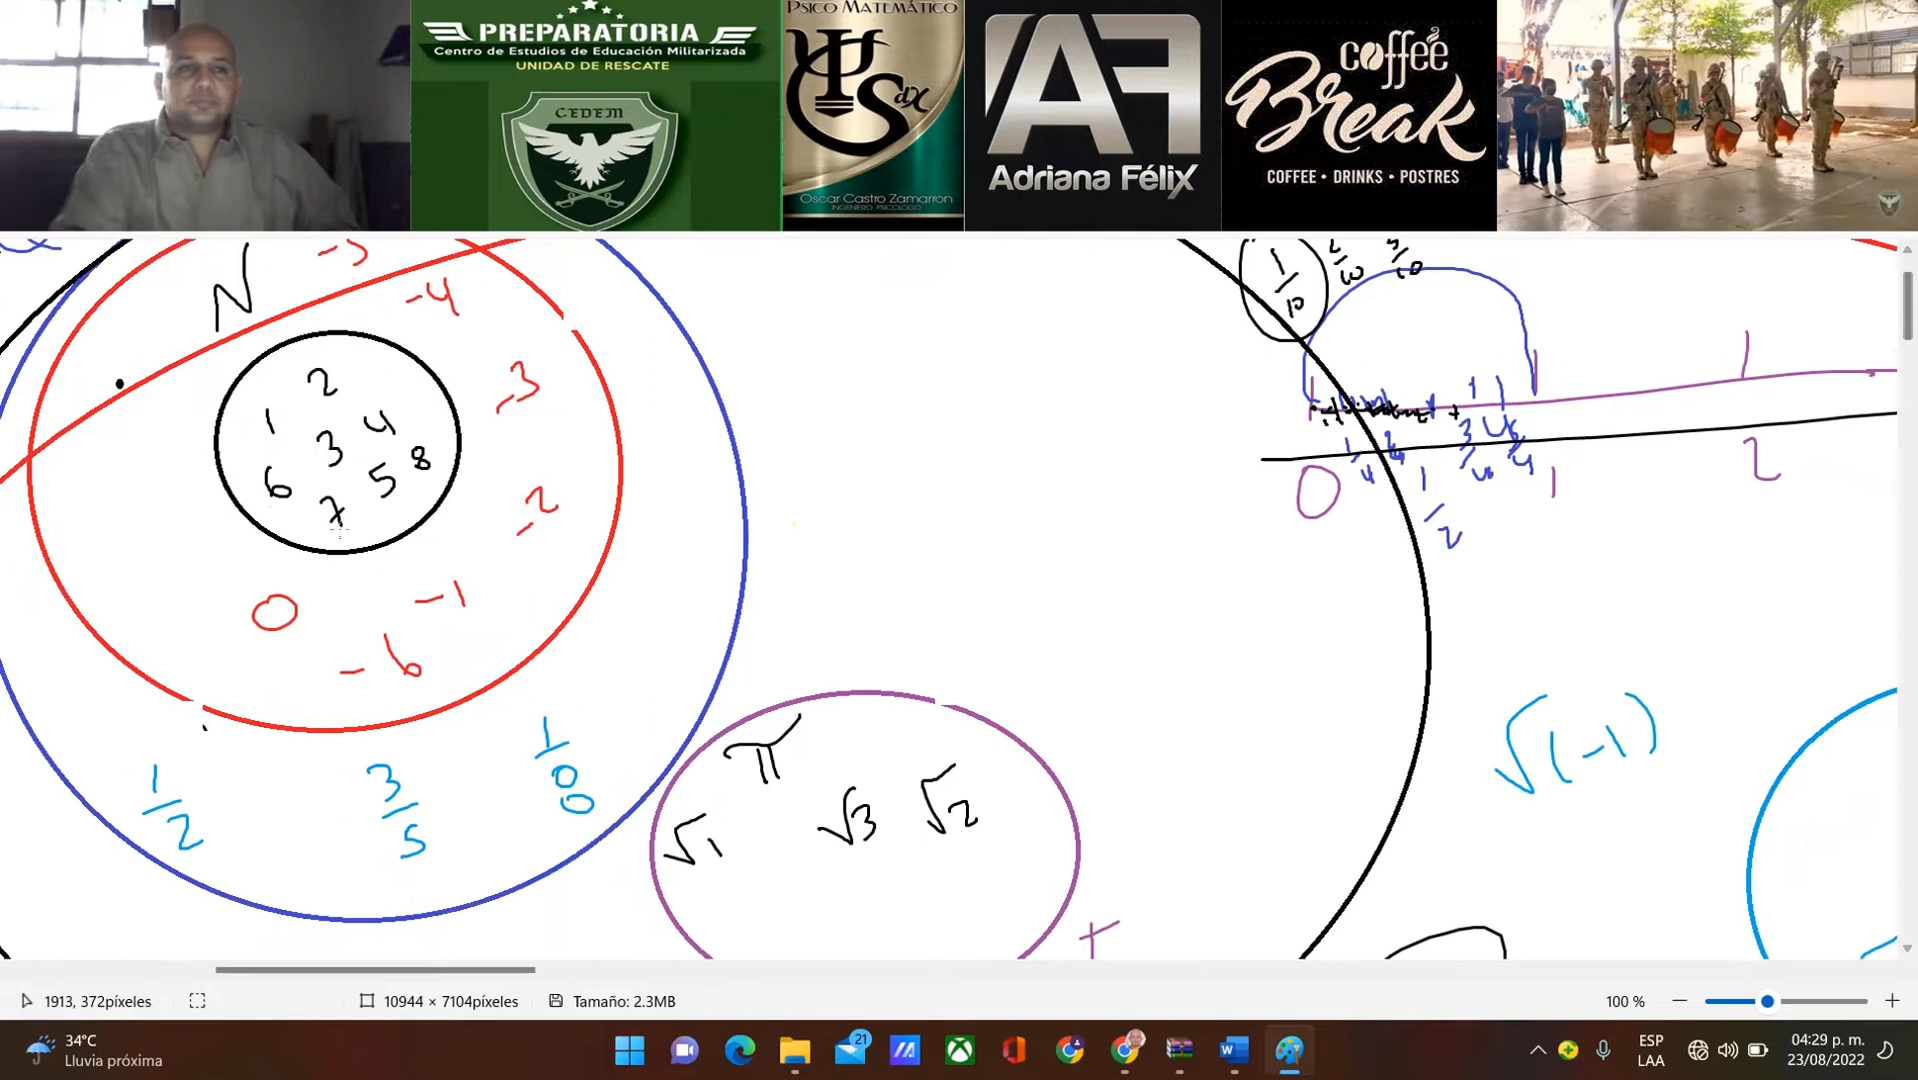 PREPARATORIA
Centro de Estudios de Educación Militarizada
UNIDAD DE RESCATE
CEDEM
PSICO MATEMÁTICO
Oscar Castro Zamarron
INGENIERO PSICOLOGO
AF
Adriana Félix
coffee
Break
COFFEE • DRINKS • POSTRES
N
-4
-3
-2
-1
0
-6
2
1
3
4
6
5
8
7
1/2
3/5
π
√1
√3
√2
1/10
0
1/4
1/2
1
2
√(-1)
1913, 372píxeles
10944 × 7104píxeles
Tamaño: 2.3MB
100 %
34°C
Lluvia próxima
21
ESP
LAA
04:29 p. m.
23/08/2022